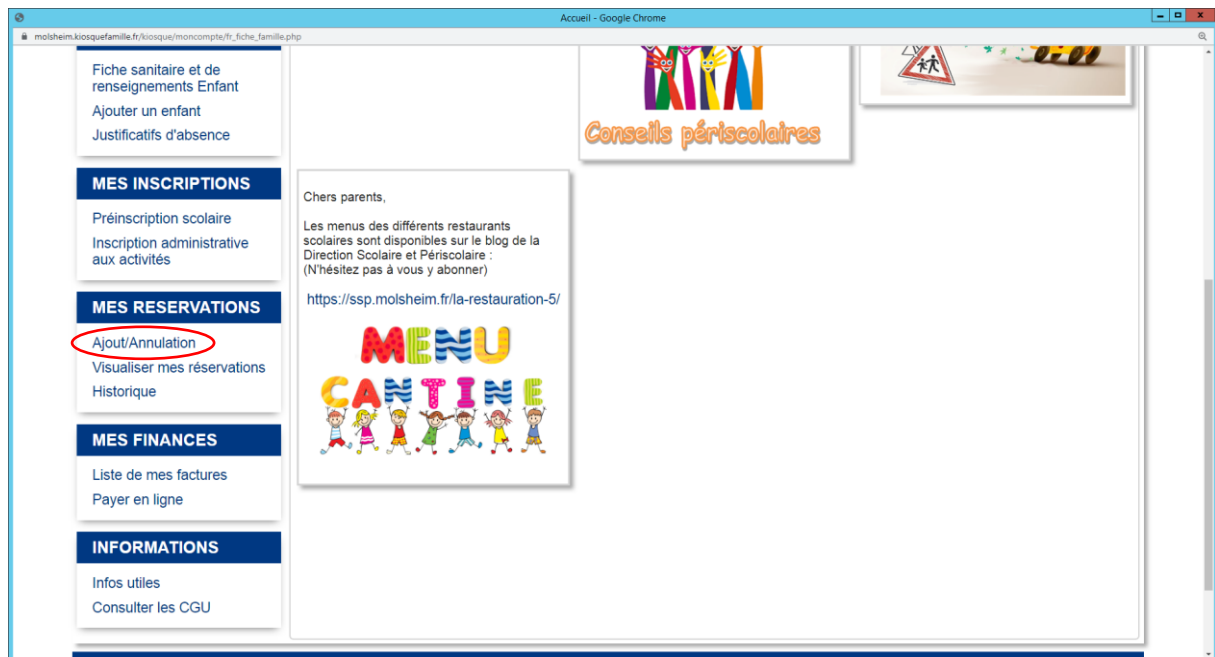 Accueil - Google Chrome
molsheim.kiosquefamille.fr/kiosque/moncompte/fr_fiche_famille.php
Fiche sanitaire et de
renseignements Enfant
Ajouter un enfant
Justificatifs d'absence
Conseils périscolaires
MES INSCRIPTIONS
Préinscription scolaire
Inscription administrative
aux activités
MES RESERVATIONS
Ajout/Annulation
Visualiser mes réservations
Historique
MES FINANCES
Liste de mes factures
Payer en ligne
INFORMATIONS
Infos utiles
Consulter les CGU
Chers parents,
Les menus des différents restaurants
scolaires sont disponibles sur le blog de la
Direction Scolaire et Périscolaire :
(N'hésitez pas à vous y abonner)
https://ssp.molsheim.fr/la-restauration-5/
MENU
CANTINE